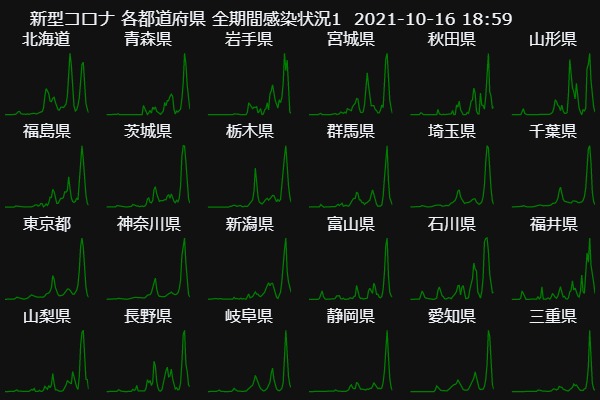 新型コロナ 各都道府県 全期間感染状況1 2021-10-16 18:59
北海道 青森県 岩手県 宮城県 秋田県 山形県
福島県 茨城県 栃木県 群馬県 埼玉県 千葉県
東京都 神奈川県 新潟県 富山県 石川県 福井県
山梨県 長野県 岐阜県 静岡県 愛知県 三重県